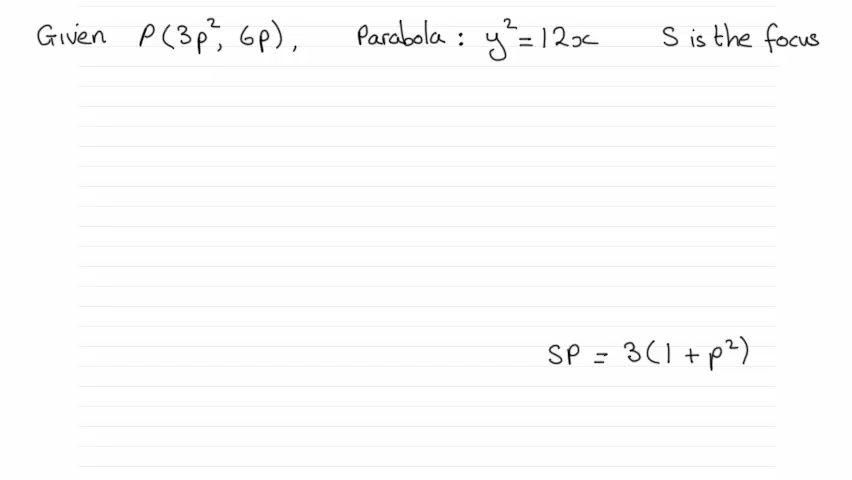 Given P(3p², 6p), Parabola: y² = 12x S is the focus
SP = 3(1 + p²)